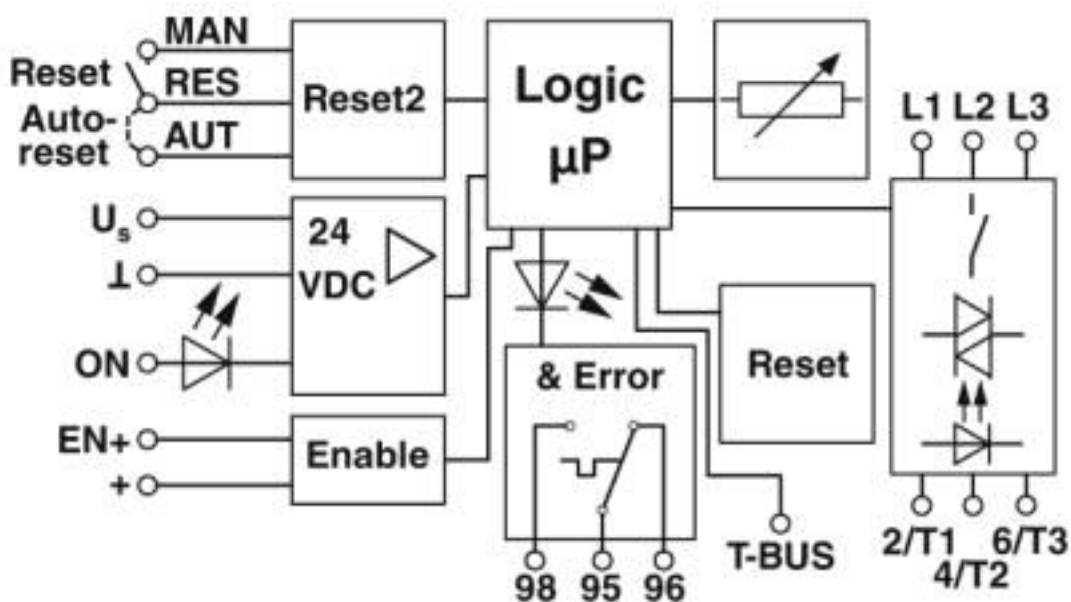 MAN
Reset
RES
Auto-
reset
AUT
Reset2
Logic
µP
L1 L2 L3
Us
⊥
24
VDC
ON
EN+
+
Enable
& Error
Reset
98 95 96
T-BUS
2/T1 6/T3
4/T2